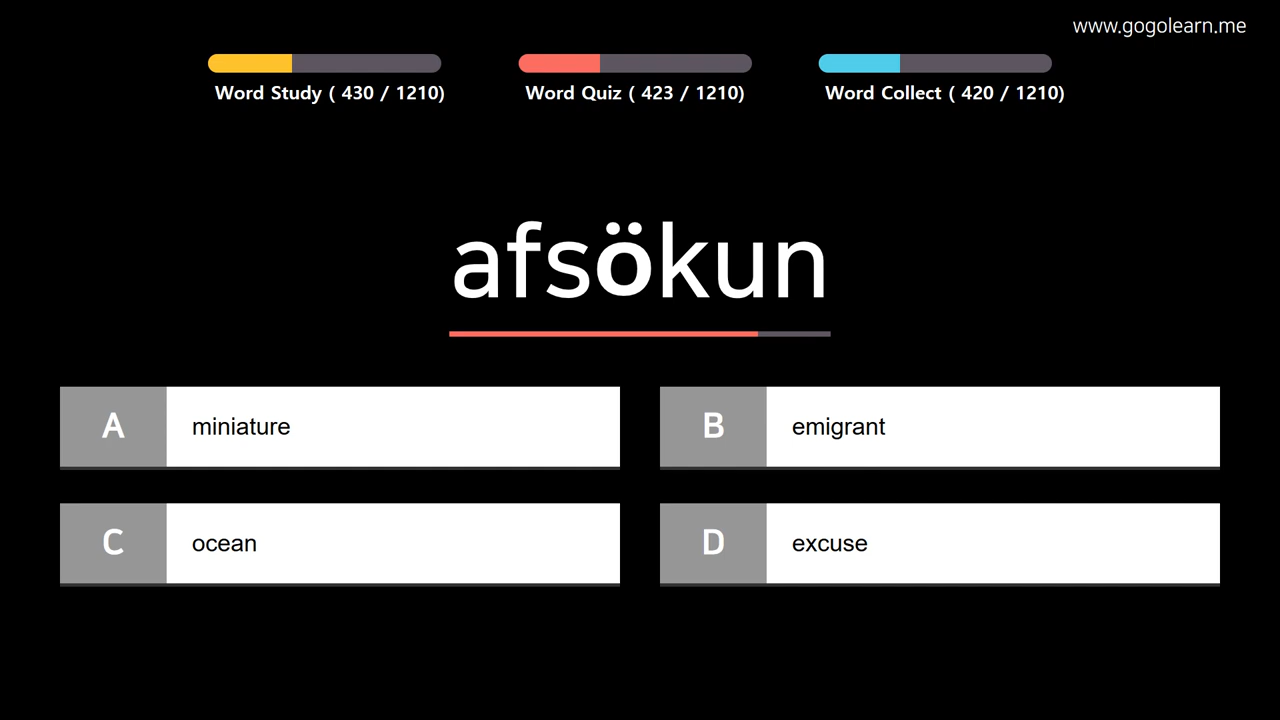 www.gogolearn.me
Word Study ( 430 / 1210)
Word Quiz ( 423 / 1210)
Word Collect ( 420 / 1210)
afsökun
A miniature
B emigrant
C ocean
D excuse